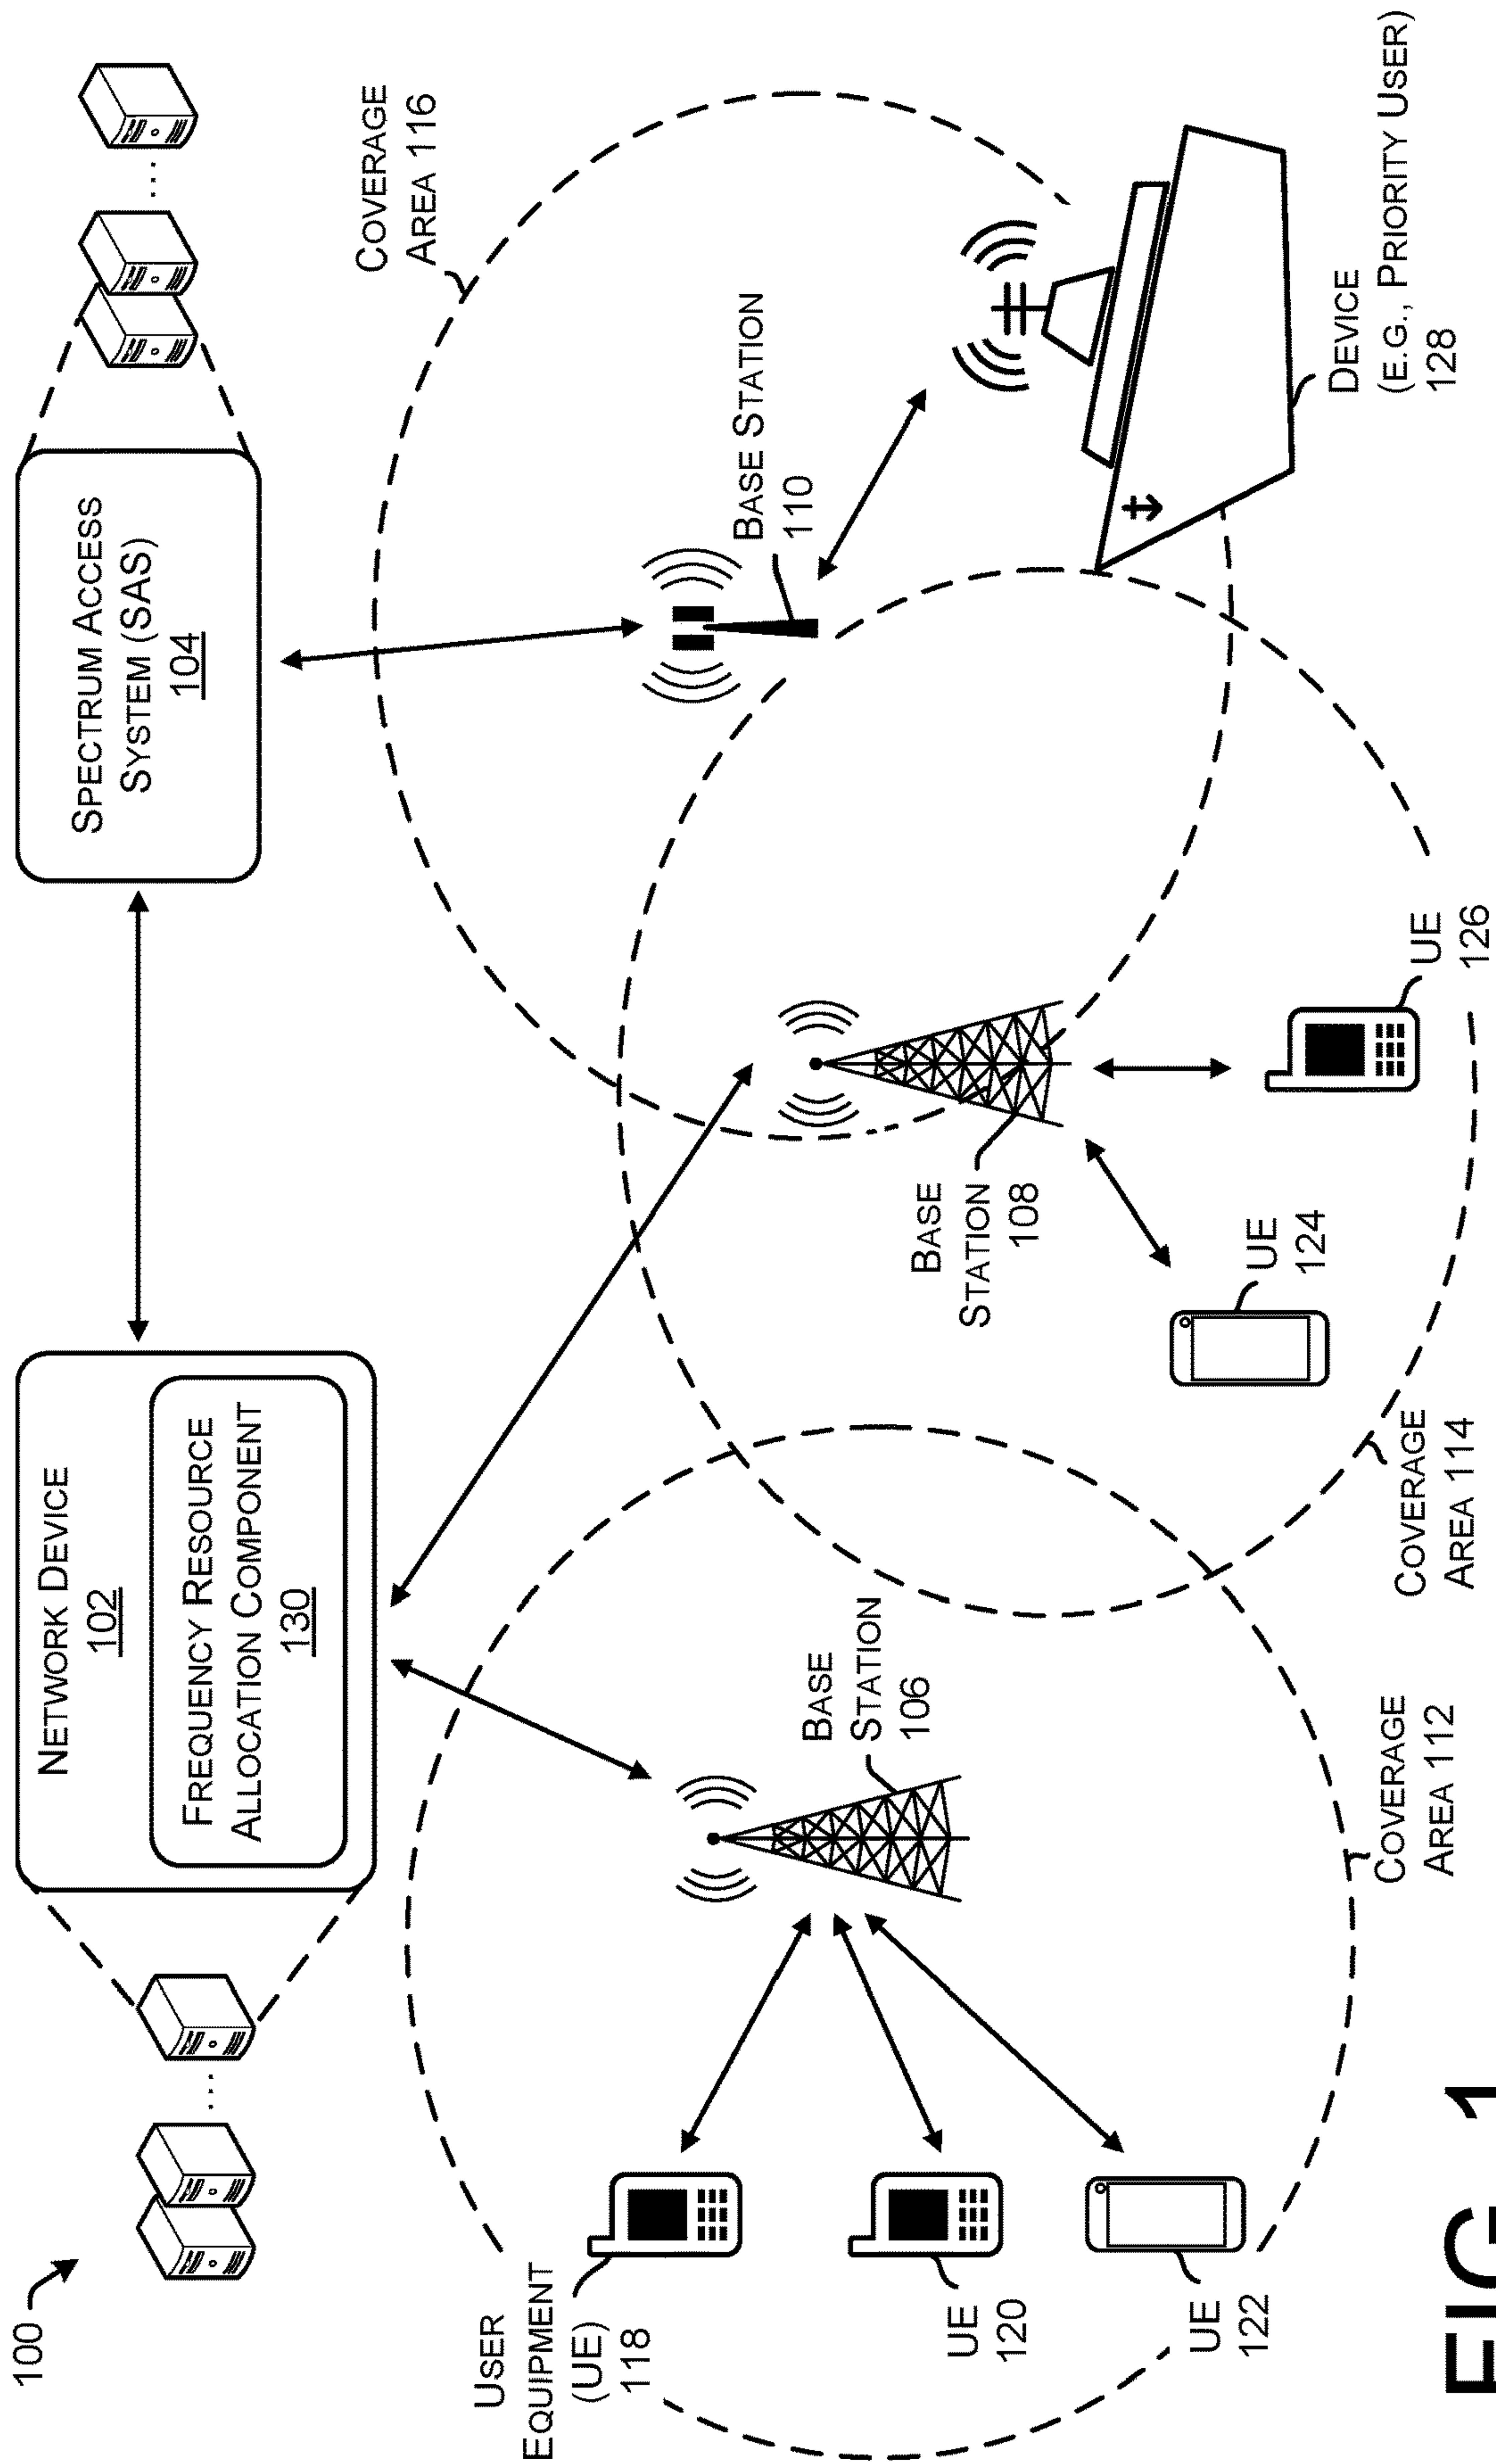 100
NETWORK DEVICE
102
FREQUENCY RESOURCE
ALLOCATION COMPONENT
130
SPECTRUM ACCESS
SYSTEM (SAS)
104
COVERAGE
AREA 116
BASE STATION
110
USER
EQUIPMENT
(UE)
118
BASE
STATION
106
BASE
STATION
108
UE
120
UE
122
UE
124
UE
126
DEVICE
(E.G., PRIORITY USER)
128
COVERAGE
AREA 112
COVERAGE
AREA 114
FIG. 1